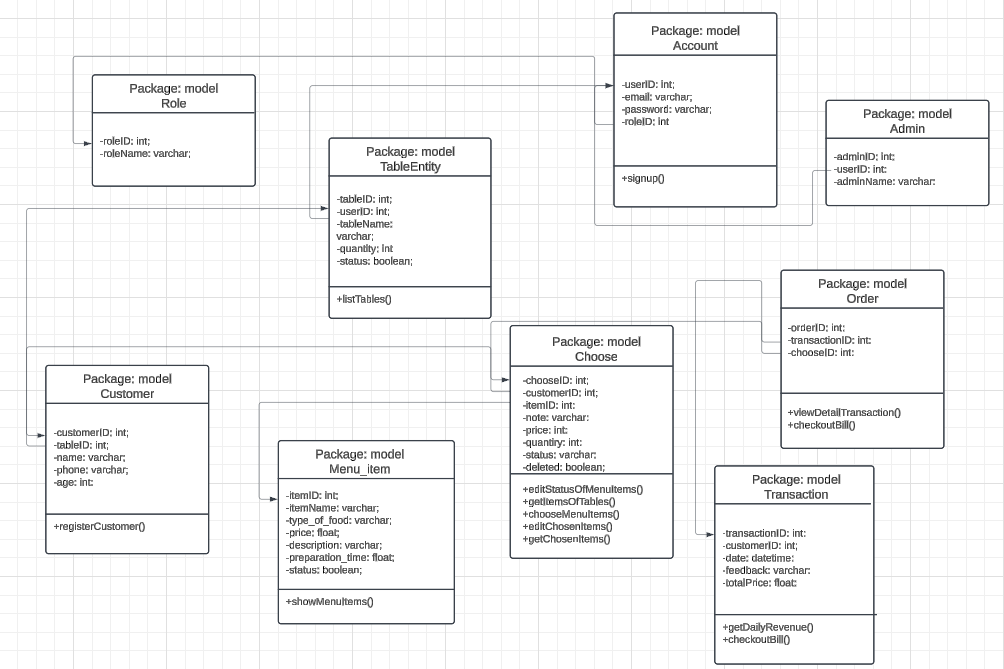 Package: model
Account
-userID: int;
-email: varchar;
-password: varchar;
-roleID: int
+signup()
Package: model
Role
-roleID: int;
-roleName: varchar;
Package: model
Admin
-adminID: int;
-userID: int:
-adminName: varchar:
Package: model
TableEntity
-tableID: int;
-userID: int;
-tableName:
varchar;
-quantity: int
-status: boolean;
+listTables()
Package: model
Order
-orderID: int;
-transactionID: int:
-chooseID: int:
+viewDetailTransaction()
+checkoutBill()
Package: model
Choose
-chooseID: int;
-customerID: int;
-itemID: int:
-note: varchar:
-price: int:
-quantiry: int:
-status: varchar:
-deleted: boolean;
+editStatusOfMenuItems()
+getItemsOfTables()
+chooseMenuItems()
+editChosenItems()
+getChosenItems()
Package: model
Customer
-customerID: int;
-tableID: int;
-name: varchar;
-phone: varchar;
-age: int:
+registerCustomer()
Package: model
Menu_item
-itemID: int;
-itemName: varchar;
-type_of_food: varchar;
-price: float;
-description: varchar;
-preparation_time: float;
-status: boolean;
+showMenuItems()
Package: model
Transaction
-transactionID: int:
-customerID: int;
-date: datetime:
-feedback: varchar:
-totalPrice: float:
+getDailyRevenue()
+checkoutBill()